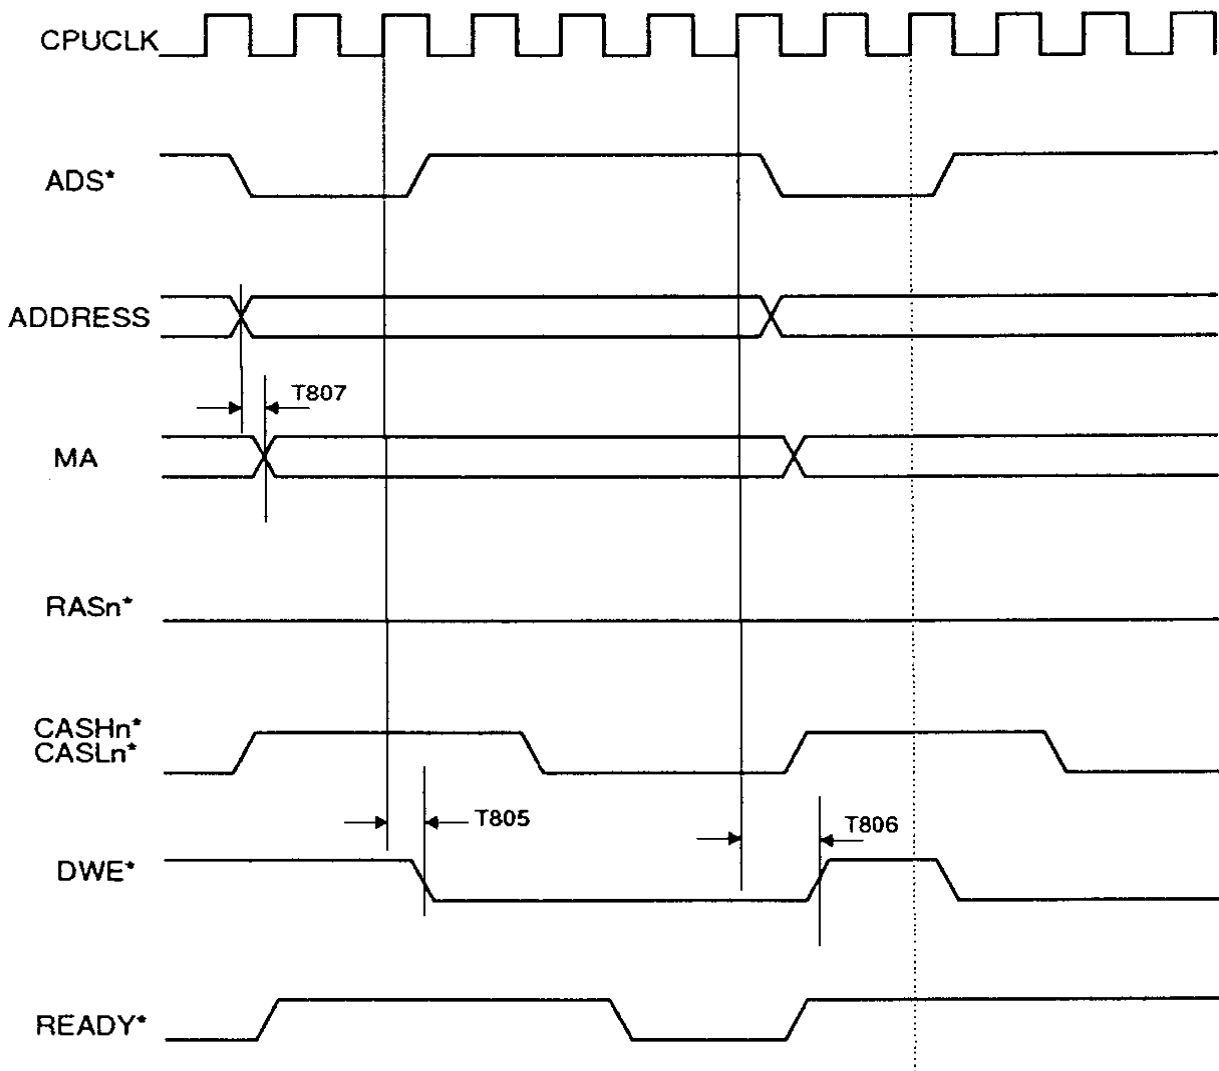 CPUCLK
ADS*
ADDRESS
T807
MA
RASn*
CASHn*
CASLn*
T805
T806
DWE*
READY*